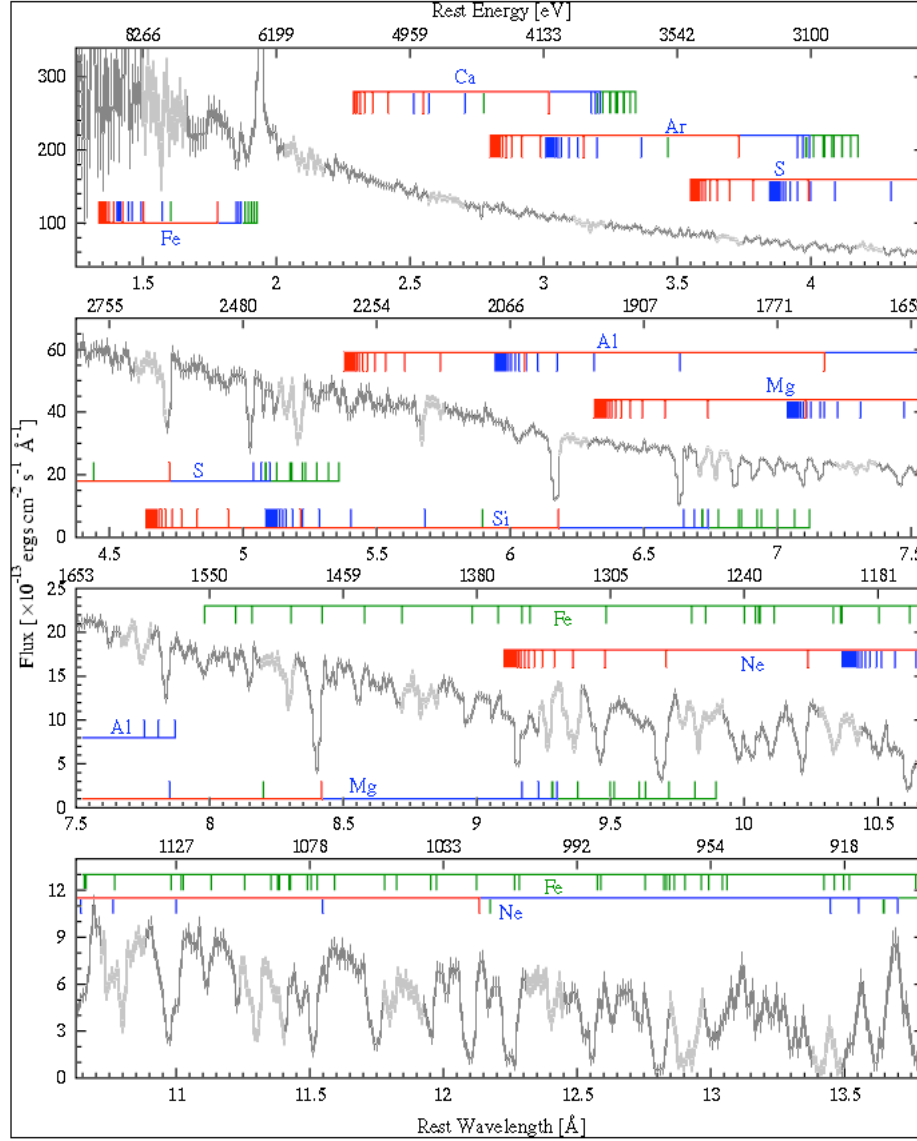 Rest Energy [eV]
8266 6199 4959 4133 3542 3100
300
200
100
Ca
Ar
S
Fe
1.5 2 2.5 3 3.5 4
2755 2480 2254 2066 1907 1771 165
60
40
20
0
Al
Mg
S
Si
4.5 5 5.5 6 6.5 7 7.5
1653 1550 1459 1380 1305 1240 1181
25
20
15
10
5
0
Fe
Ne
Al
Mg
7.5 8 8.5 9 9.5 10 10.5
1127 1078 1033 992 954 918
12
9
6
3
0
Fe
Ne
11 11.5 12 12.5 13 13.5
Rest Wavelength [Å]
Flux [×10⁻¹³ ergs cm⁻² s⁻¹ Å⁻¹]